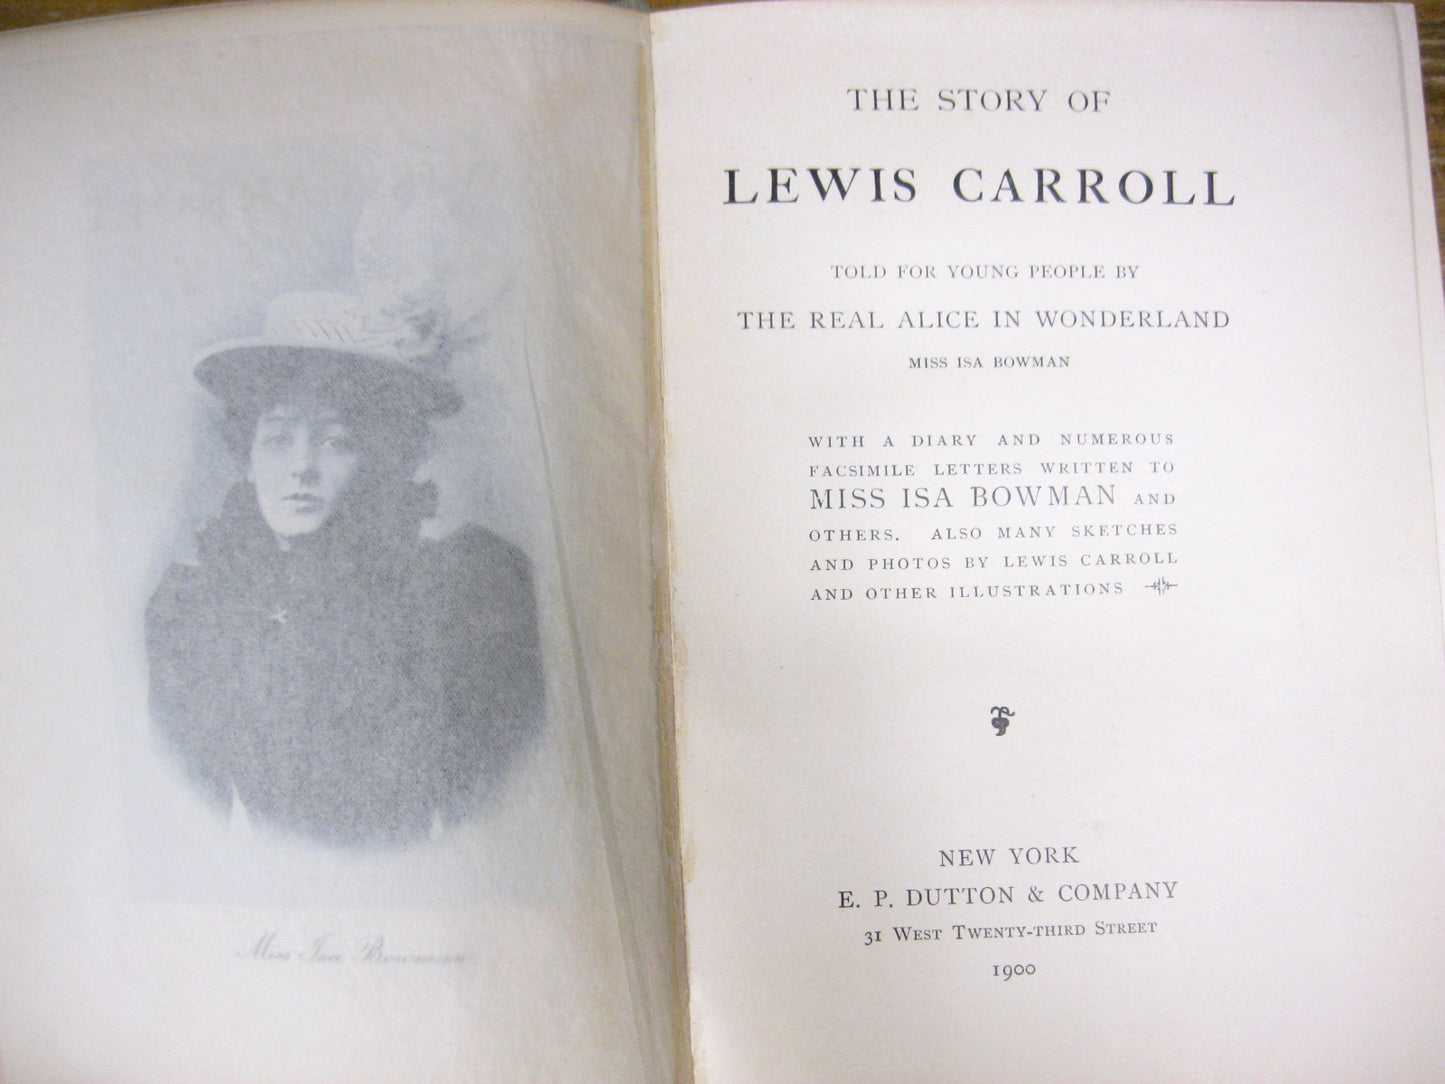 Miss Isa Bowman
THE STORY OF
LEWIS CARROLL
TOLD FOR YOUNG PEOPLE BY
THE REAL ALICE IN WONDERLAND
MISS ISA BOWMAN
WITH A DIARY AND NUMEROUS
FACSIMILE LETTERS WRITTEN TO
MISS ISA BOWMAN AND
OTHERS. ALSO MANY SKETCHES
AND PHOTOS BY LEWIS CARROLL
AND OTHER ILLUSTRATIONS
NEW YORK
E. P. DUTTON & COMPANY
31 WEST TWENTY-THIRD STREET
1900